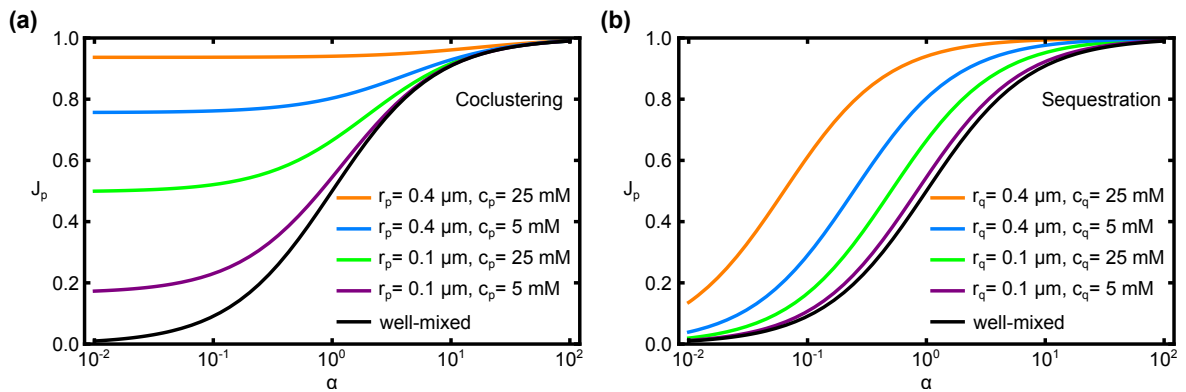 (a)
1.0
0.8
0.6
0.4
0.2
0.0
J_p
Coclustering
r_p= 0.4 μm, c_p= 25 mM
r_p= 0.4 μm, c_p= 5 mM
r_p= 0.1 μm, c_p= 25 mM
r_p= 0.1 μm, c_p= 5 mM
well-mixed
10^-2 10^-1 10^0 10^1 10^2
α
(b)
1.0
0.8
0.6
0.4
0.2
0.0
J_p
Sequestration
r_q= 0.4 μm, c_q= 25 mM
r_q= 0.4 μm, c_q= 5 mM
r_q= 0.1 μm, c_q= 25 mM
r_q= 0.1 μm, c_q= 5 mM
well-mixed
10^-2 10^-1 10^0 10^1 10^2
α